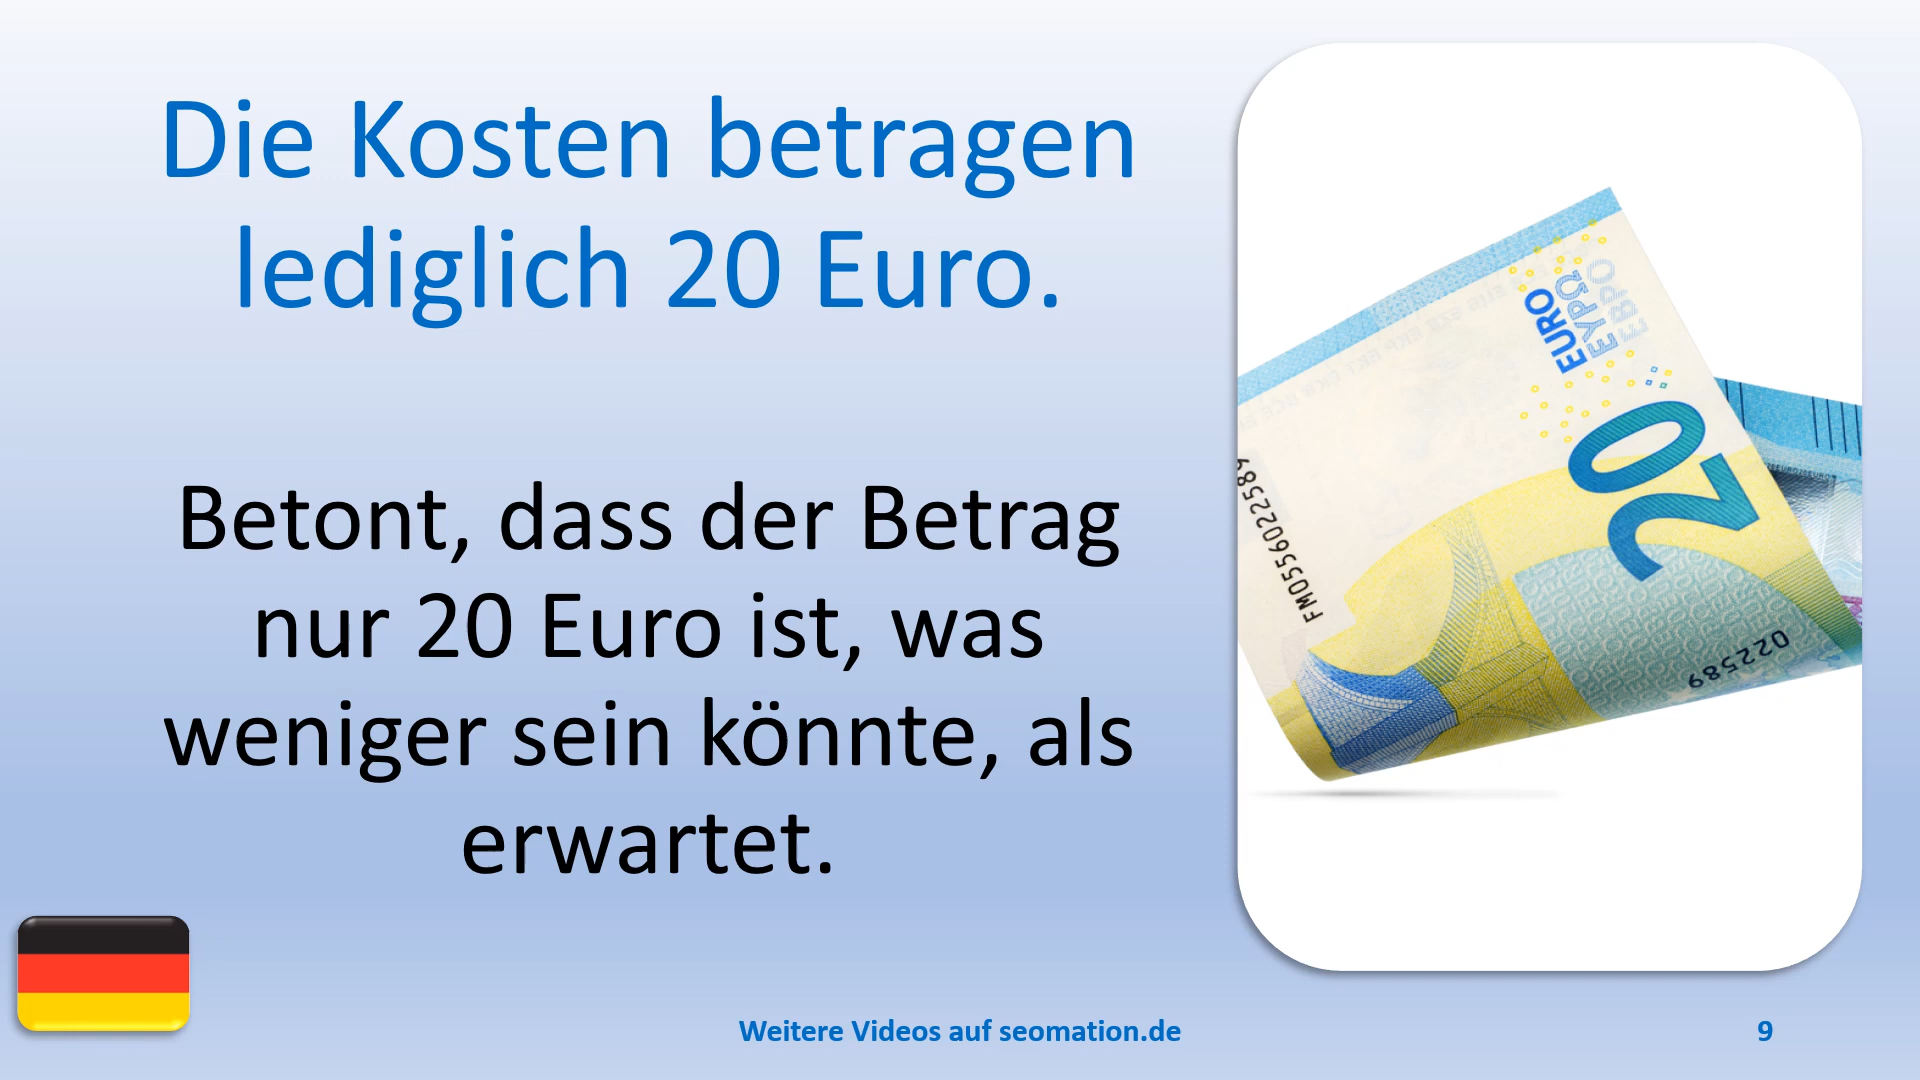 Die Kosten betragen
lediglich 20 Euro.
Betont, dass der Betrag
nur 20 Euro ist, was
weniger sein könnte, als
erwartet.
EURO
ΕΥΡΩ
ЕВРО
20
FM0556022589
022589
Weitere Videos auf seomation.de
9